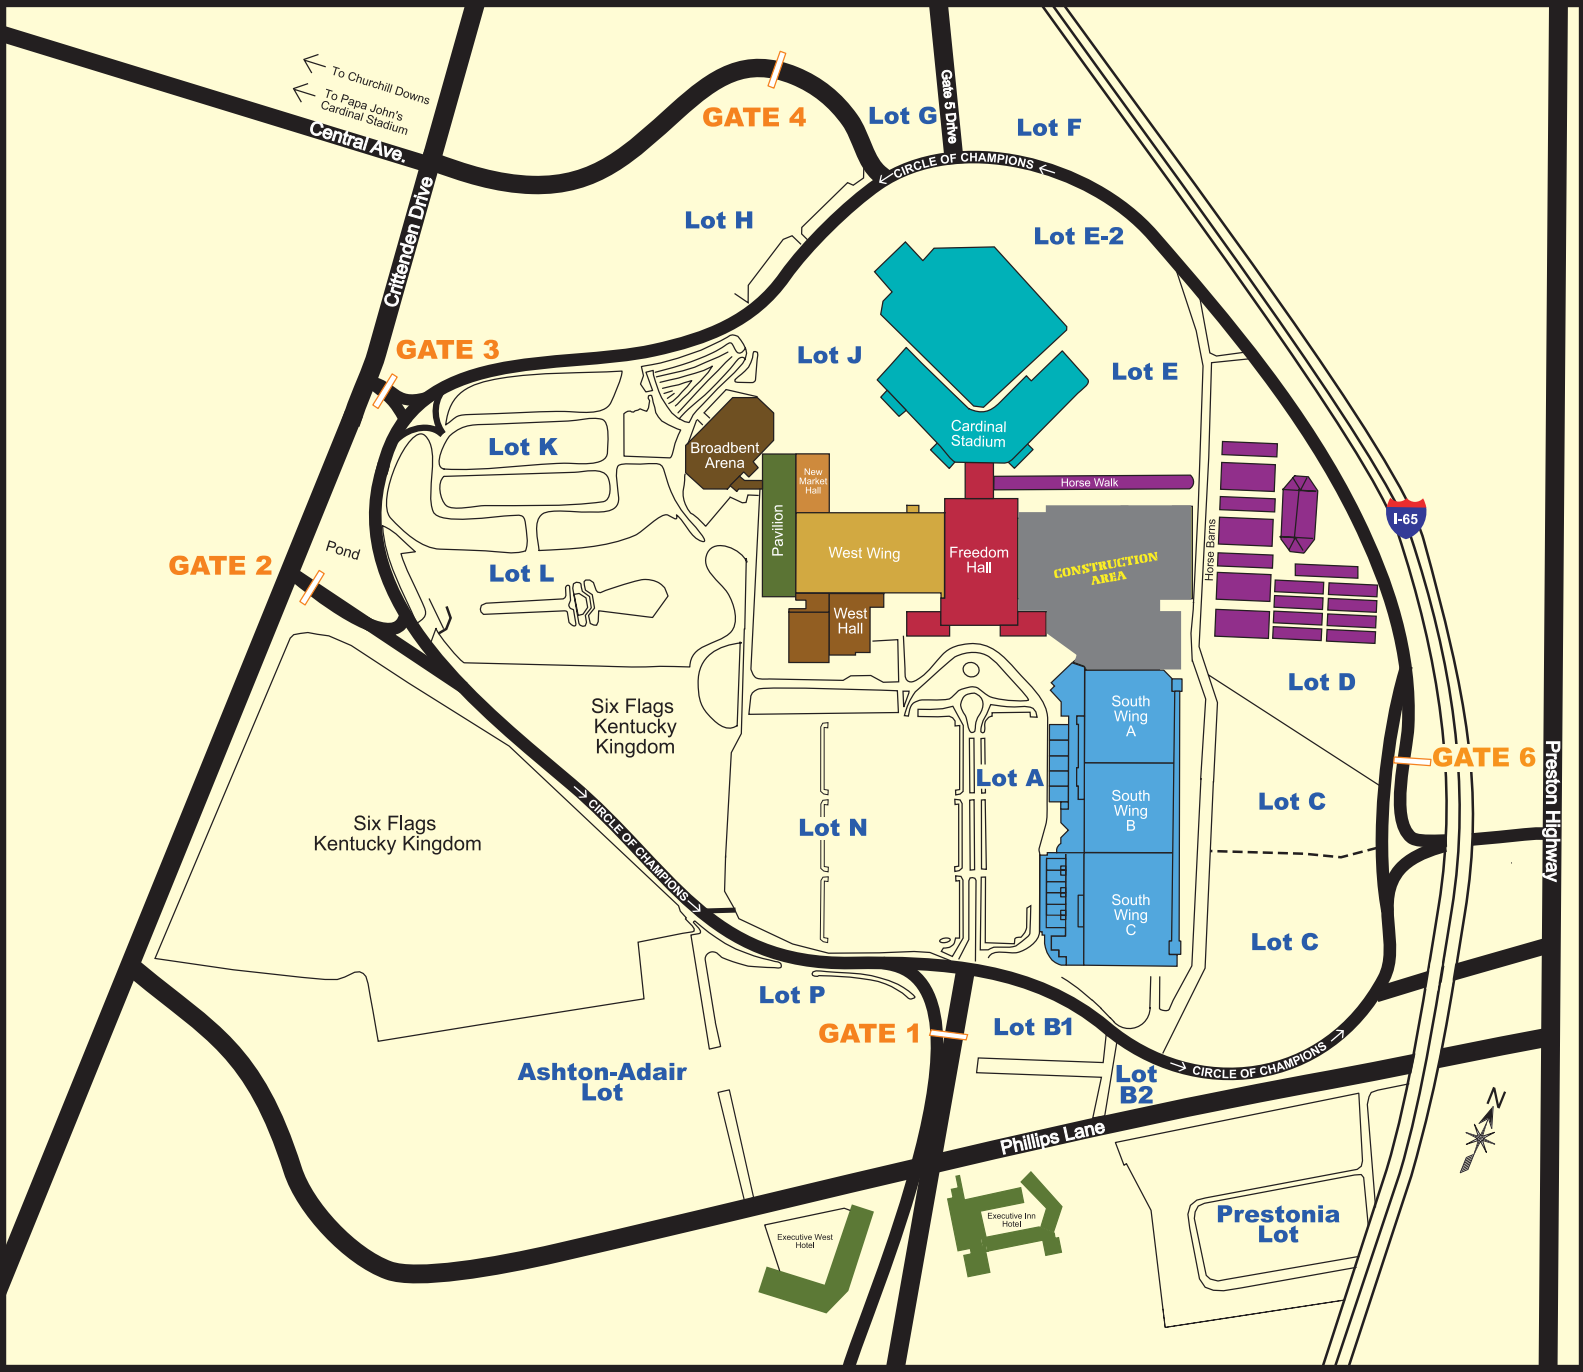 To Churchill Downs
To Papa John's
Cardinal Stadium
Central Ave.
Crittenden Drive
GATE 4
Lot G
Gate 5 Drive
Lot F
CIRCLE OF CHAMPIONS
Lot H
Lot E-2
GATE 3
Lot J
Lot E
Cardinal
Stadium
Lot K
Broadbent
Arena
New
Market
Hall
Horse Walk
Pavilion
West Wing
Freedom
Hall
CONSTRUCTION
AREA
Horse Barns
I-65
Pond
GATE 2
Lot L
West
Hall
Lot D
Six Flags
Kentucky
Kingdom
South
Wing
A
Lot A
GATE 6
Preston Highway
Lot C
South
Wing
B
Lot N
Six Flags
Kentucky Kingdom
CIRCLE OF CHAMPIONS
South
Wing
C
Lot C
Lot P
GATE 1
Lot B1
Lot
B2
CIRCLE OF CHAMPIONS
Ashton-Adair
Lot
Phillips Lane
N
Executive West
Hotel
Executive Inn
Hotel
Prestonia
Lot